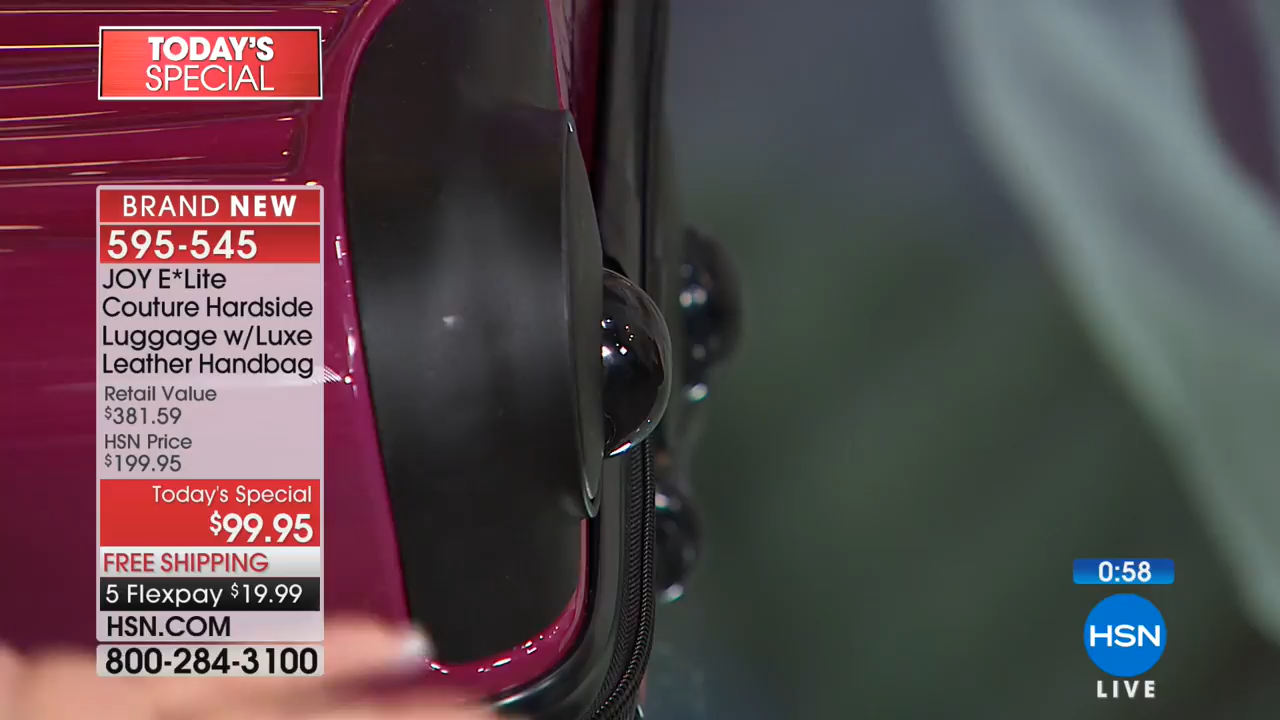 TODAY'S
SPECIAL
BRAND NEW
595-545
JOY E*Lite
Couture Hardside
Luggage w/Luxe
Leather Handbag
Retail Value
$381.59
HSN Price
$199.95
Today's Special
$99.95
FREE SHIPPING
5 Flexpay $19.99
HSN.COM
800-284-3100
0:58
HSN
LIVE